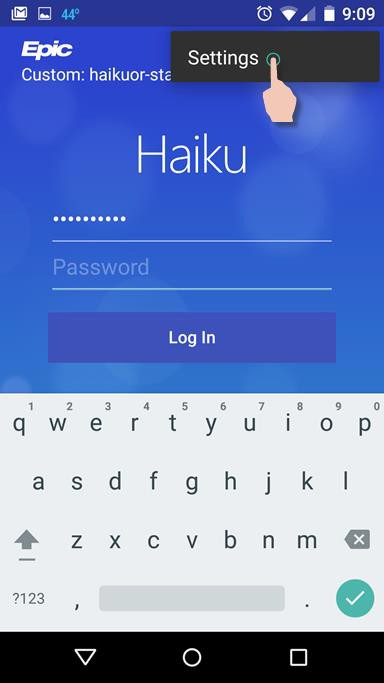 44° 9:09
Epic
Settings
Custom: haikuor-sta
Haiku
••••••••••
Password
Log In
1 2 3 4 5 6 7 8 9 0
q w e r t y u i o p
a s d f g h j k l
z x c v b n m
?123 , .